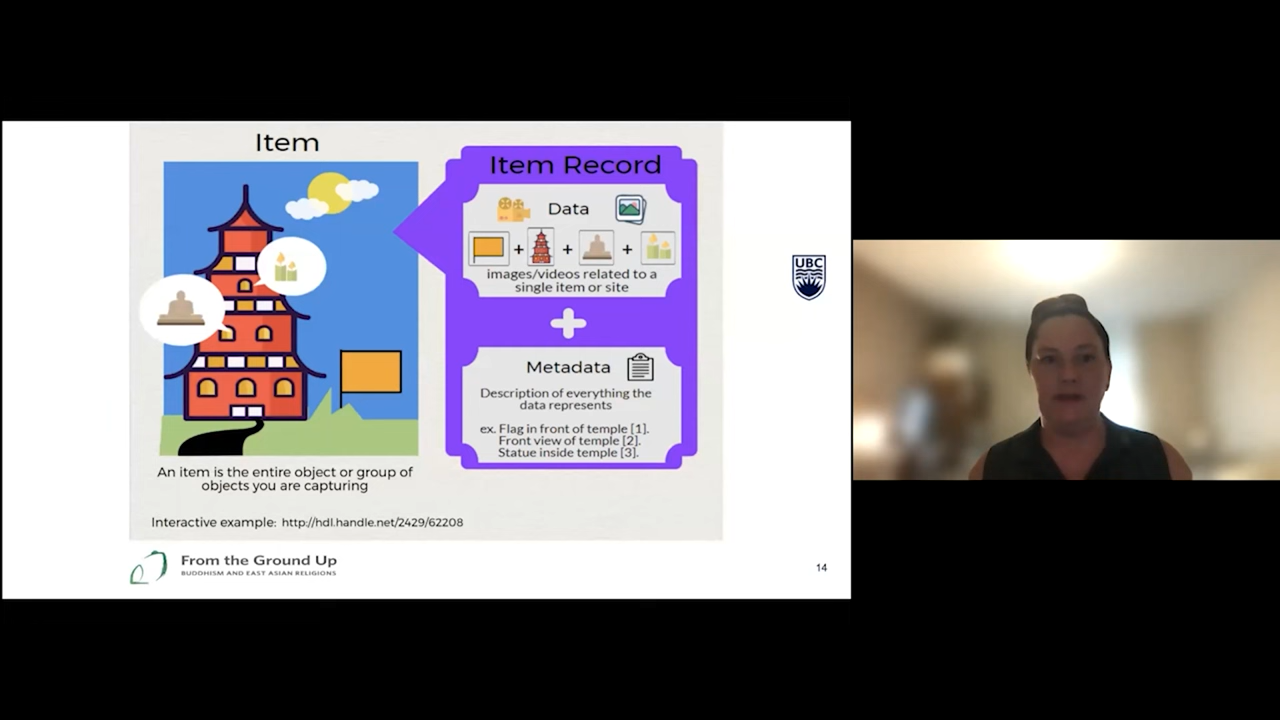 Item
An item is the entire object or group of
objects you are capturing
Interactive example: http://hdl.handle.net/2429/62208
Item Record
Data
+ + +
images/videos related to a
single item or site
+
Metadata
Description of everything the
data represents
ex. Flag in front of temple [1].
Front view of temple [2].
Statue inside temple [3].
UBC
From the Ground Up
BUDDHISM AND EAST ASIAN RELIGIONS
14